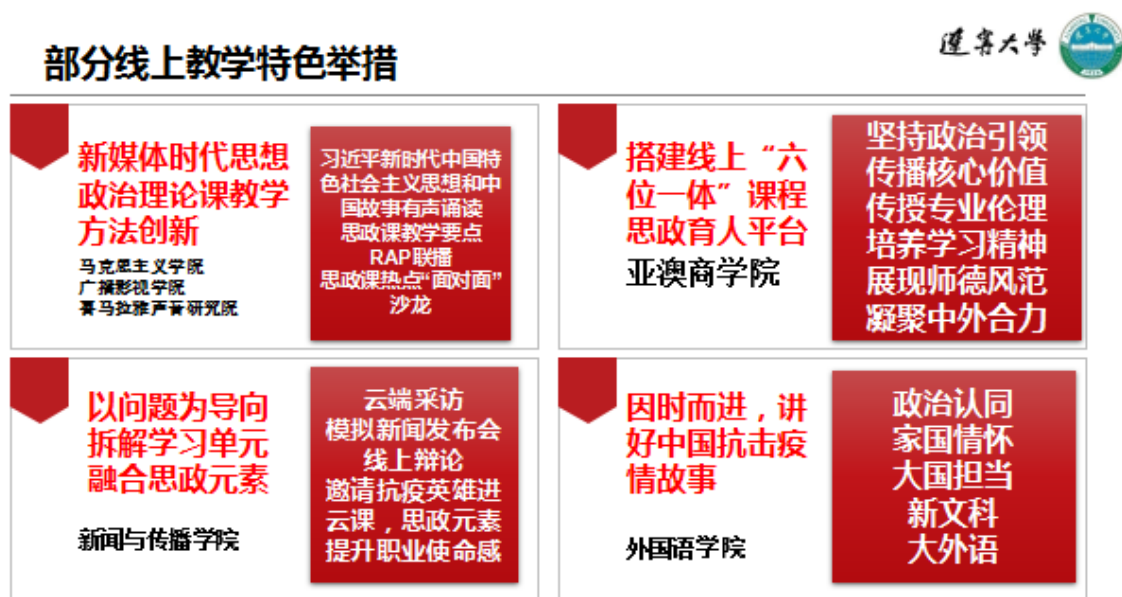 部分线上教学特色举措
辽宁大学
新媒体时代思想
政治理论课教学
方法创新
马克思主义学院
广播影视学院
喜马拉雅声音研究院
习近平新时代中国特
色社会主义思想和中
国故事有声诵读
思政课教学要点
RAP联播
思政课热点“面对面”
沙龙
搭建线上“六
位一体”课程
思政育人平台
亚澳商学院
坚持政治引领
传播核心价值
传授专业伦理
培养学习精神
展现师德风范
凝聚中外合力
以问题为导向
拆解学习单元
融合思政元素
新闻与传播学院
云端采访
模拟新闻发布会
线上辩论
邀请抗疫英雄进
云课，思政元素
提升职业使命感
因时而进，讲
好中国抗击疫
情故事
外国语学院
政治认同
家国情怀
大国担当
新文科
大外语